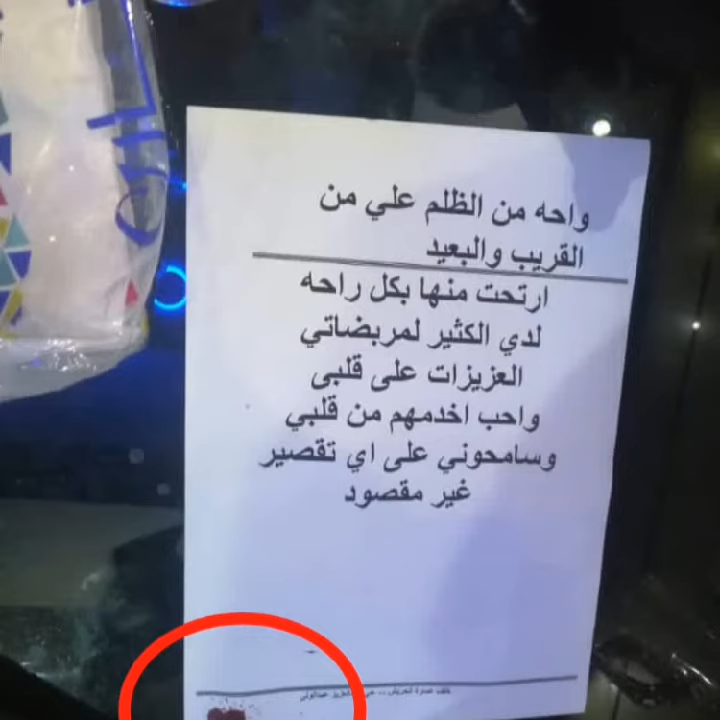 واحه من الظلم علي من
القريب والبعيد
ارتحت منها بكل راحه
لدي الكثير لمريضاتي
العزيزات على قلبى
واحب اخدمهم من قلبي
وسامحوني على اي تقصير
غير مقصود